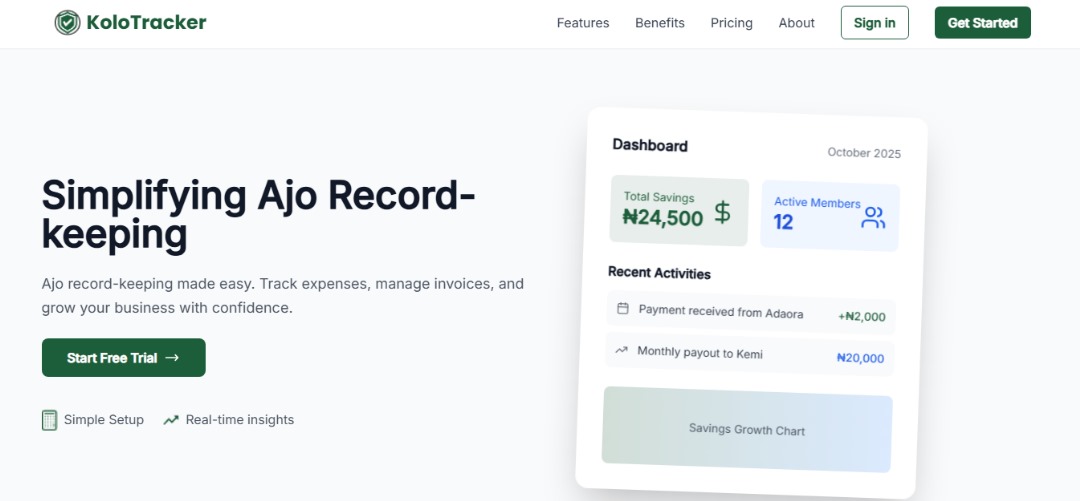 KoloTracker
Features
Benefits
Pricing
About
Sign in
Get Started
Simplifying Ajo Record-
keeping
Ajo record-keeping made easy. Track expenses, manage invoices, and
grow your business with confidence.
Start Free Trial →
Simple Setup
Real-time insights
Dashboard
October 2025
Total Savings
₦24,500
$
Active Members
12
Recent Activities
Payment received from Adaora
+₦2,000
Monthly payout to Kemi
₦20,000
Savings Growth Chart